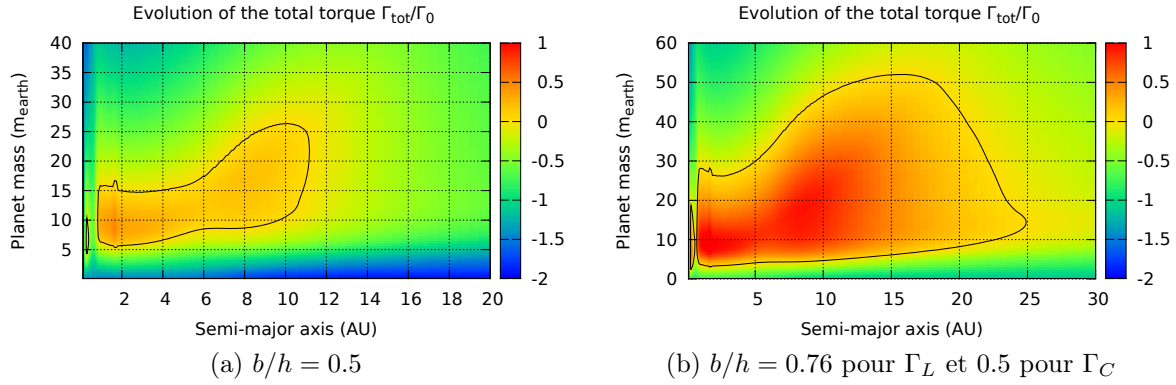 Evolution of the total torque Γtot/Γ0
40
35
30
25
20
15
10
5
2 4 6 8 10 12 14 16 18 20
Planet mass (mearth)
Semi-major axis (AU)
1
0.5
0
-0.5
-1
-1.5
-2
(a) b/h = 0.5
Evolution of the total torque Γtot/Γ0
60
50
40
30
20
10
0
5 10 15 20 25 30
Planet mass (mearth)
Semi-major axis (AU)
1
0.5
0
-0.5
-1
-1.5
-2
(b) b/h = 0.76 pour ΓL et 0.5 pour ΓC